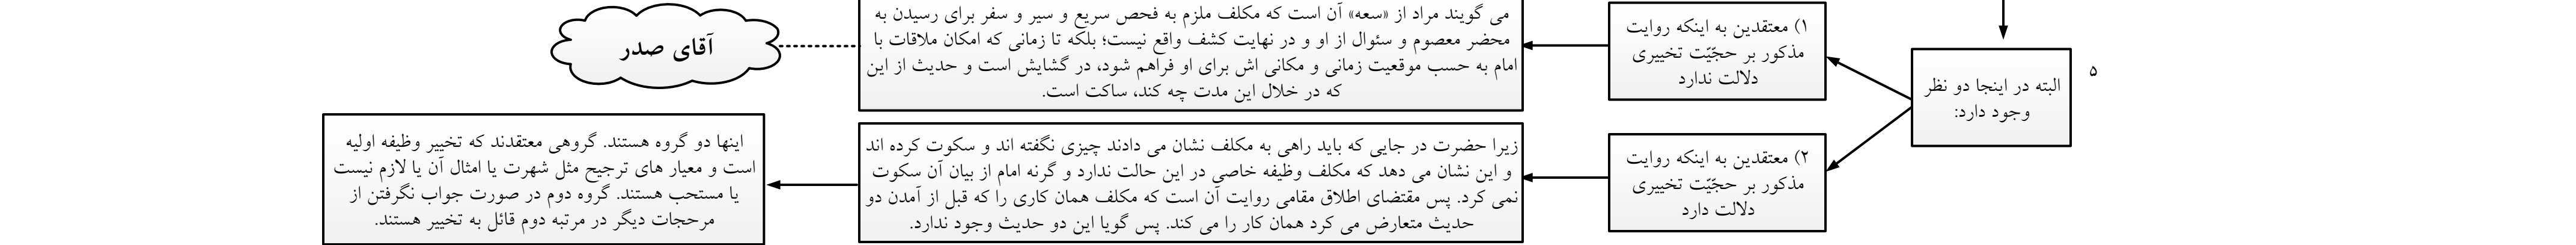 ۵
البته در اینجا دو نظر
وجود دارد:
۱) معتقدین به اینکه روایت
مذکور بر حجیّت تخییری
دلالت ندارد
می گویند مراد از «سعه» آن است که مکلف ملزم به فحص سریع و سیر و سفر برای رسیدن به
محضر معصوم و سئوال از او و در نهایت کشف واقع نیست؛ بلکه تا زمانی که امکان ملاقات با
امام به حسب موقعیت زمانی و مکانی اش برای او فراهم شود، در گشایش است و حدیث از این
که در خلال این مدت چه کند، ساکت است.
آقای صدر
۲) معتقدین به اینکه روایت
مذکور بر حجیّت تخییری
دلالت دارد
زیرا حضرت در جایی که باید راهی به مکلف نشان می دادند چیزی نگفته اند و سکوت کرده اند
و این نشان می دهد که مکلف وظیفه خاصی در این حالت ندارد و گرنه امام از بیان آن سکوت
نمی کرد. پس مقتضای اطلاق مقامی روایت آن است که مکلف همان کاری را که قبل از آمدن دو
حدیث متعارض می کرد همان کار را می کند. پس گویا این دو حدیث وجود ندارد.
اینها دو گروه هستند. گروهی معتقدند که تخییر وظیفه اولیه
است و معیار های ترجیح مثل شهرت یا امثال آن یا لازم نیست
یا مستحب هستند. گروه دوم در صورت جواب نگرفتن از
مرحجات دیگر در مرتبه دوم قائل به تخییر هستند.